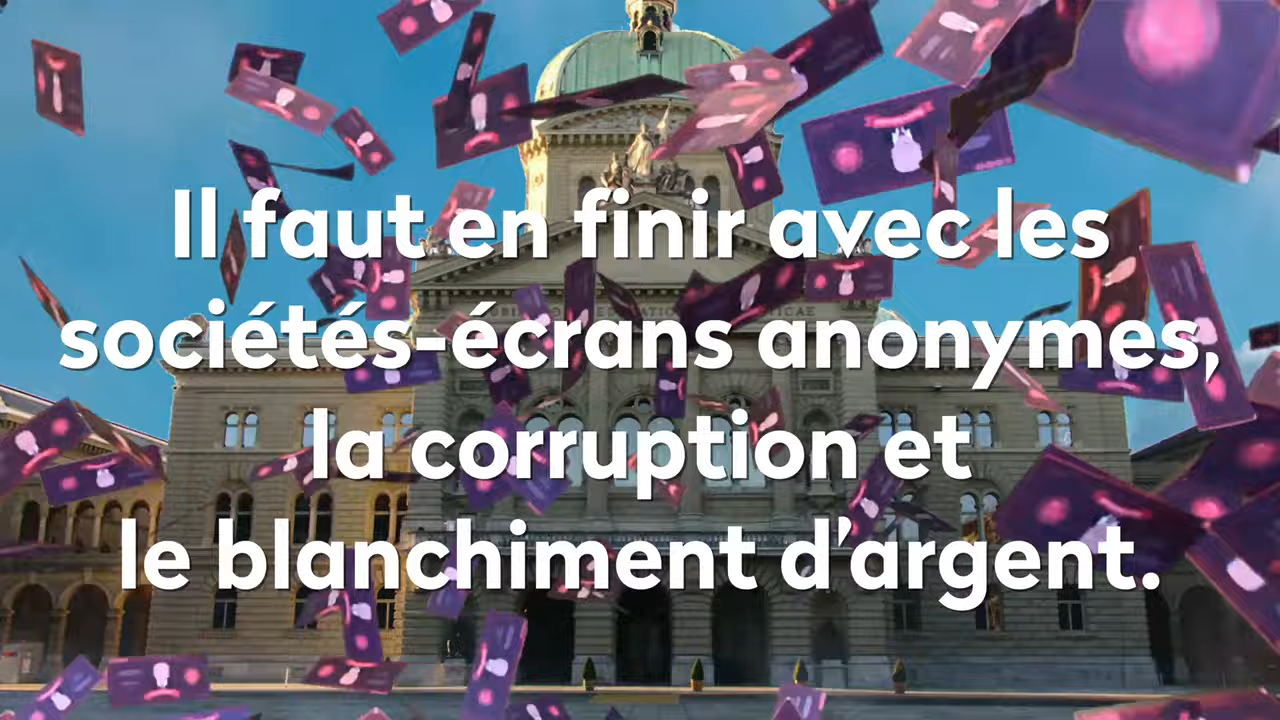 Il faut en finir avec les
sociétés-écrans anonymes,
la corruption et
le blanchiment d'argent.